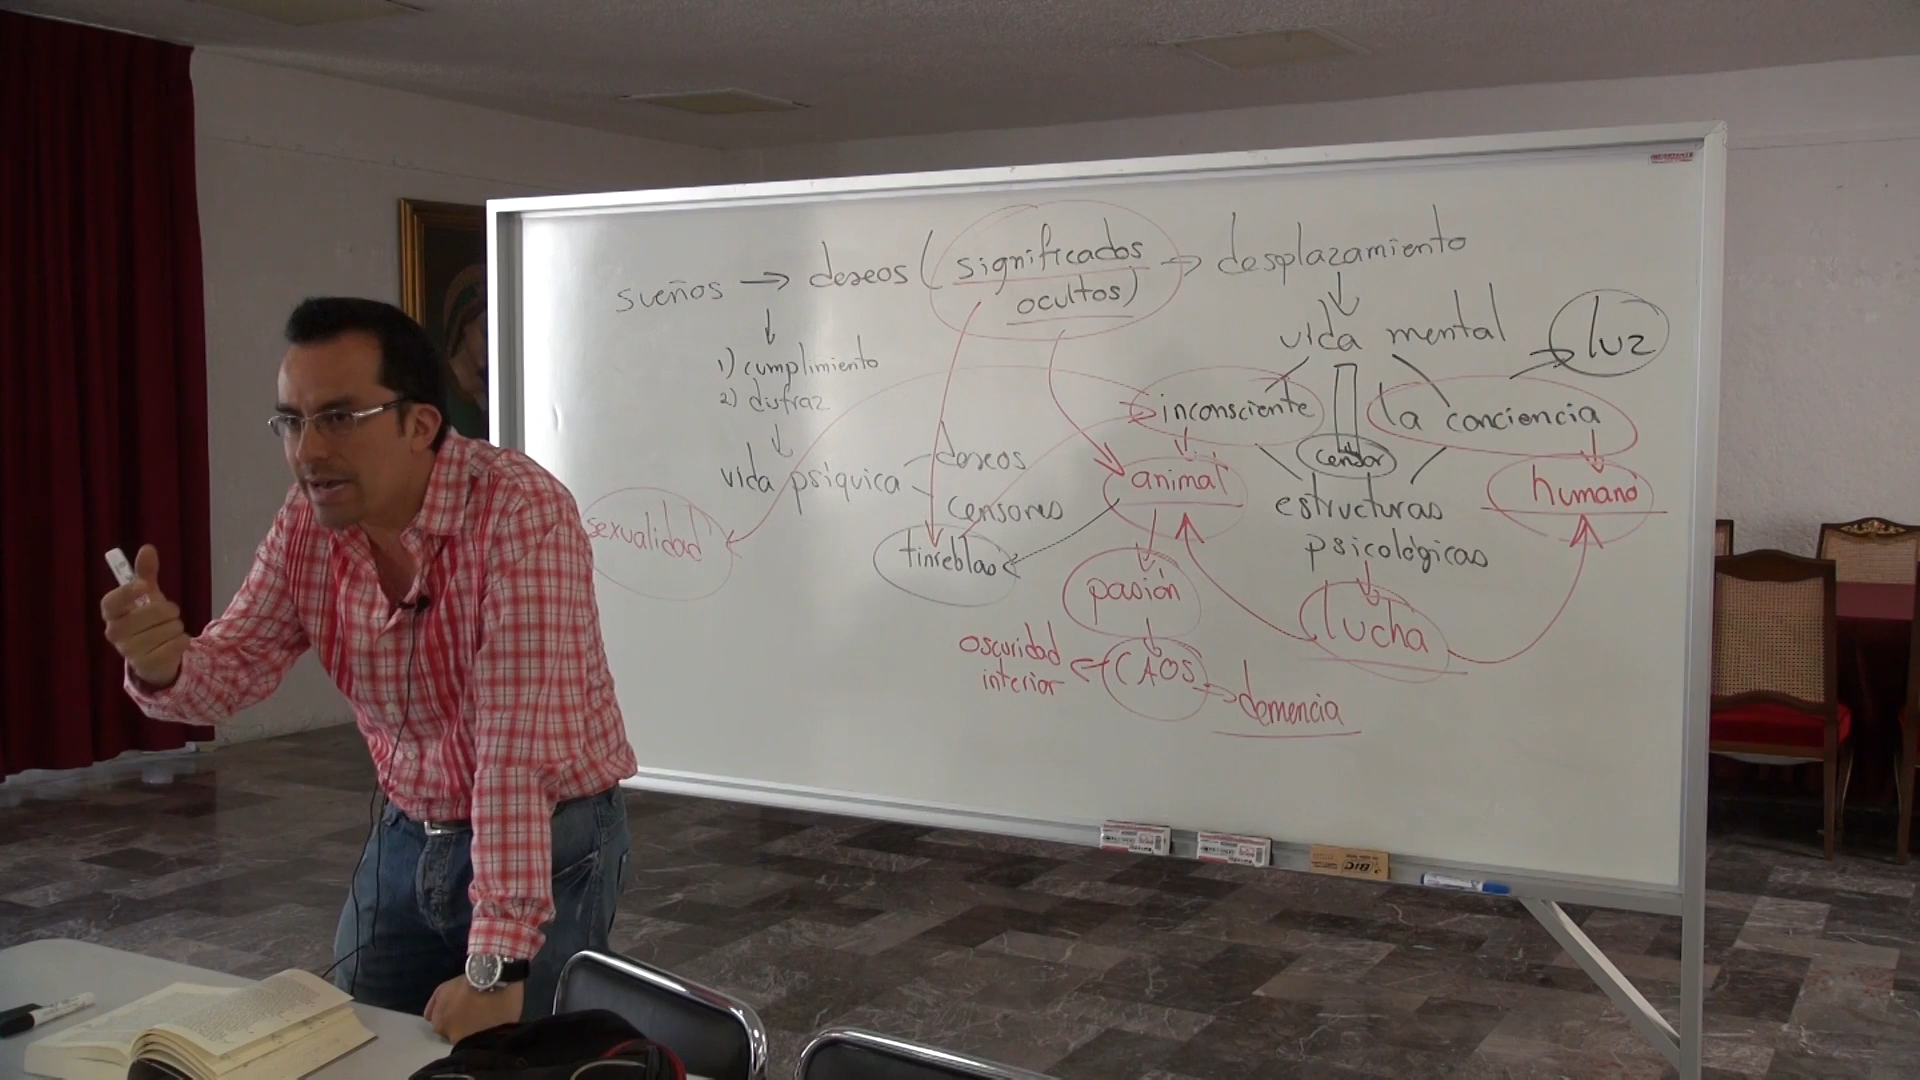 sueños → deseos (significados ocultos) → desplazamiento
1) cumplimiento
2) disfraz
vida psíquica
deseos
censores
tinieblas
sexualidad
vida mental
luz
inconsciente
la conciencia
censor
animal
humano
estructuras
psicológicas
pasión
lucha
oscuridad
interior
CAOS
demencia
BIC